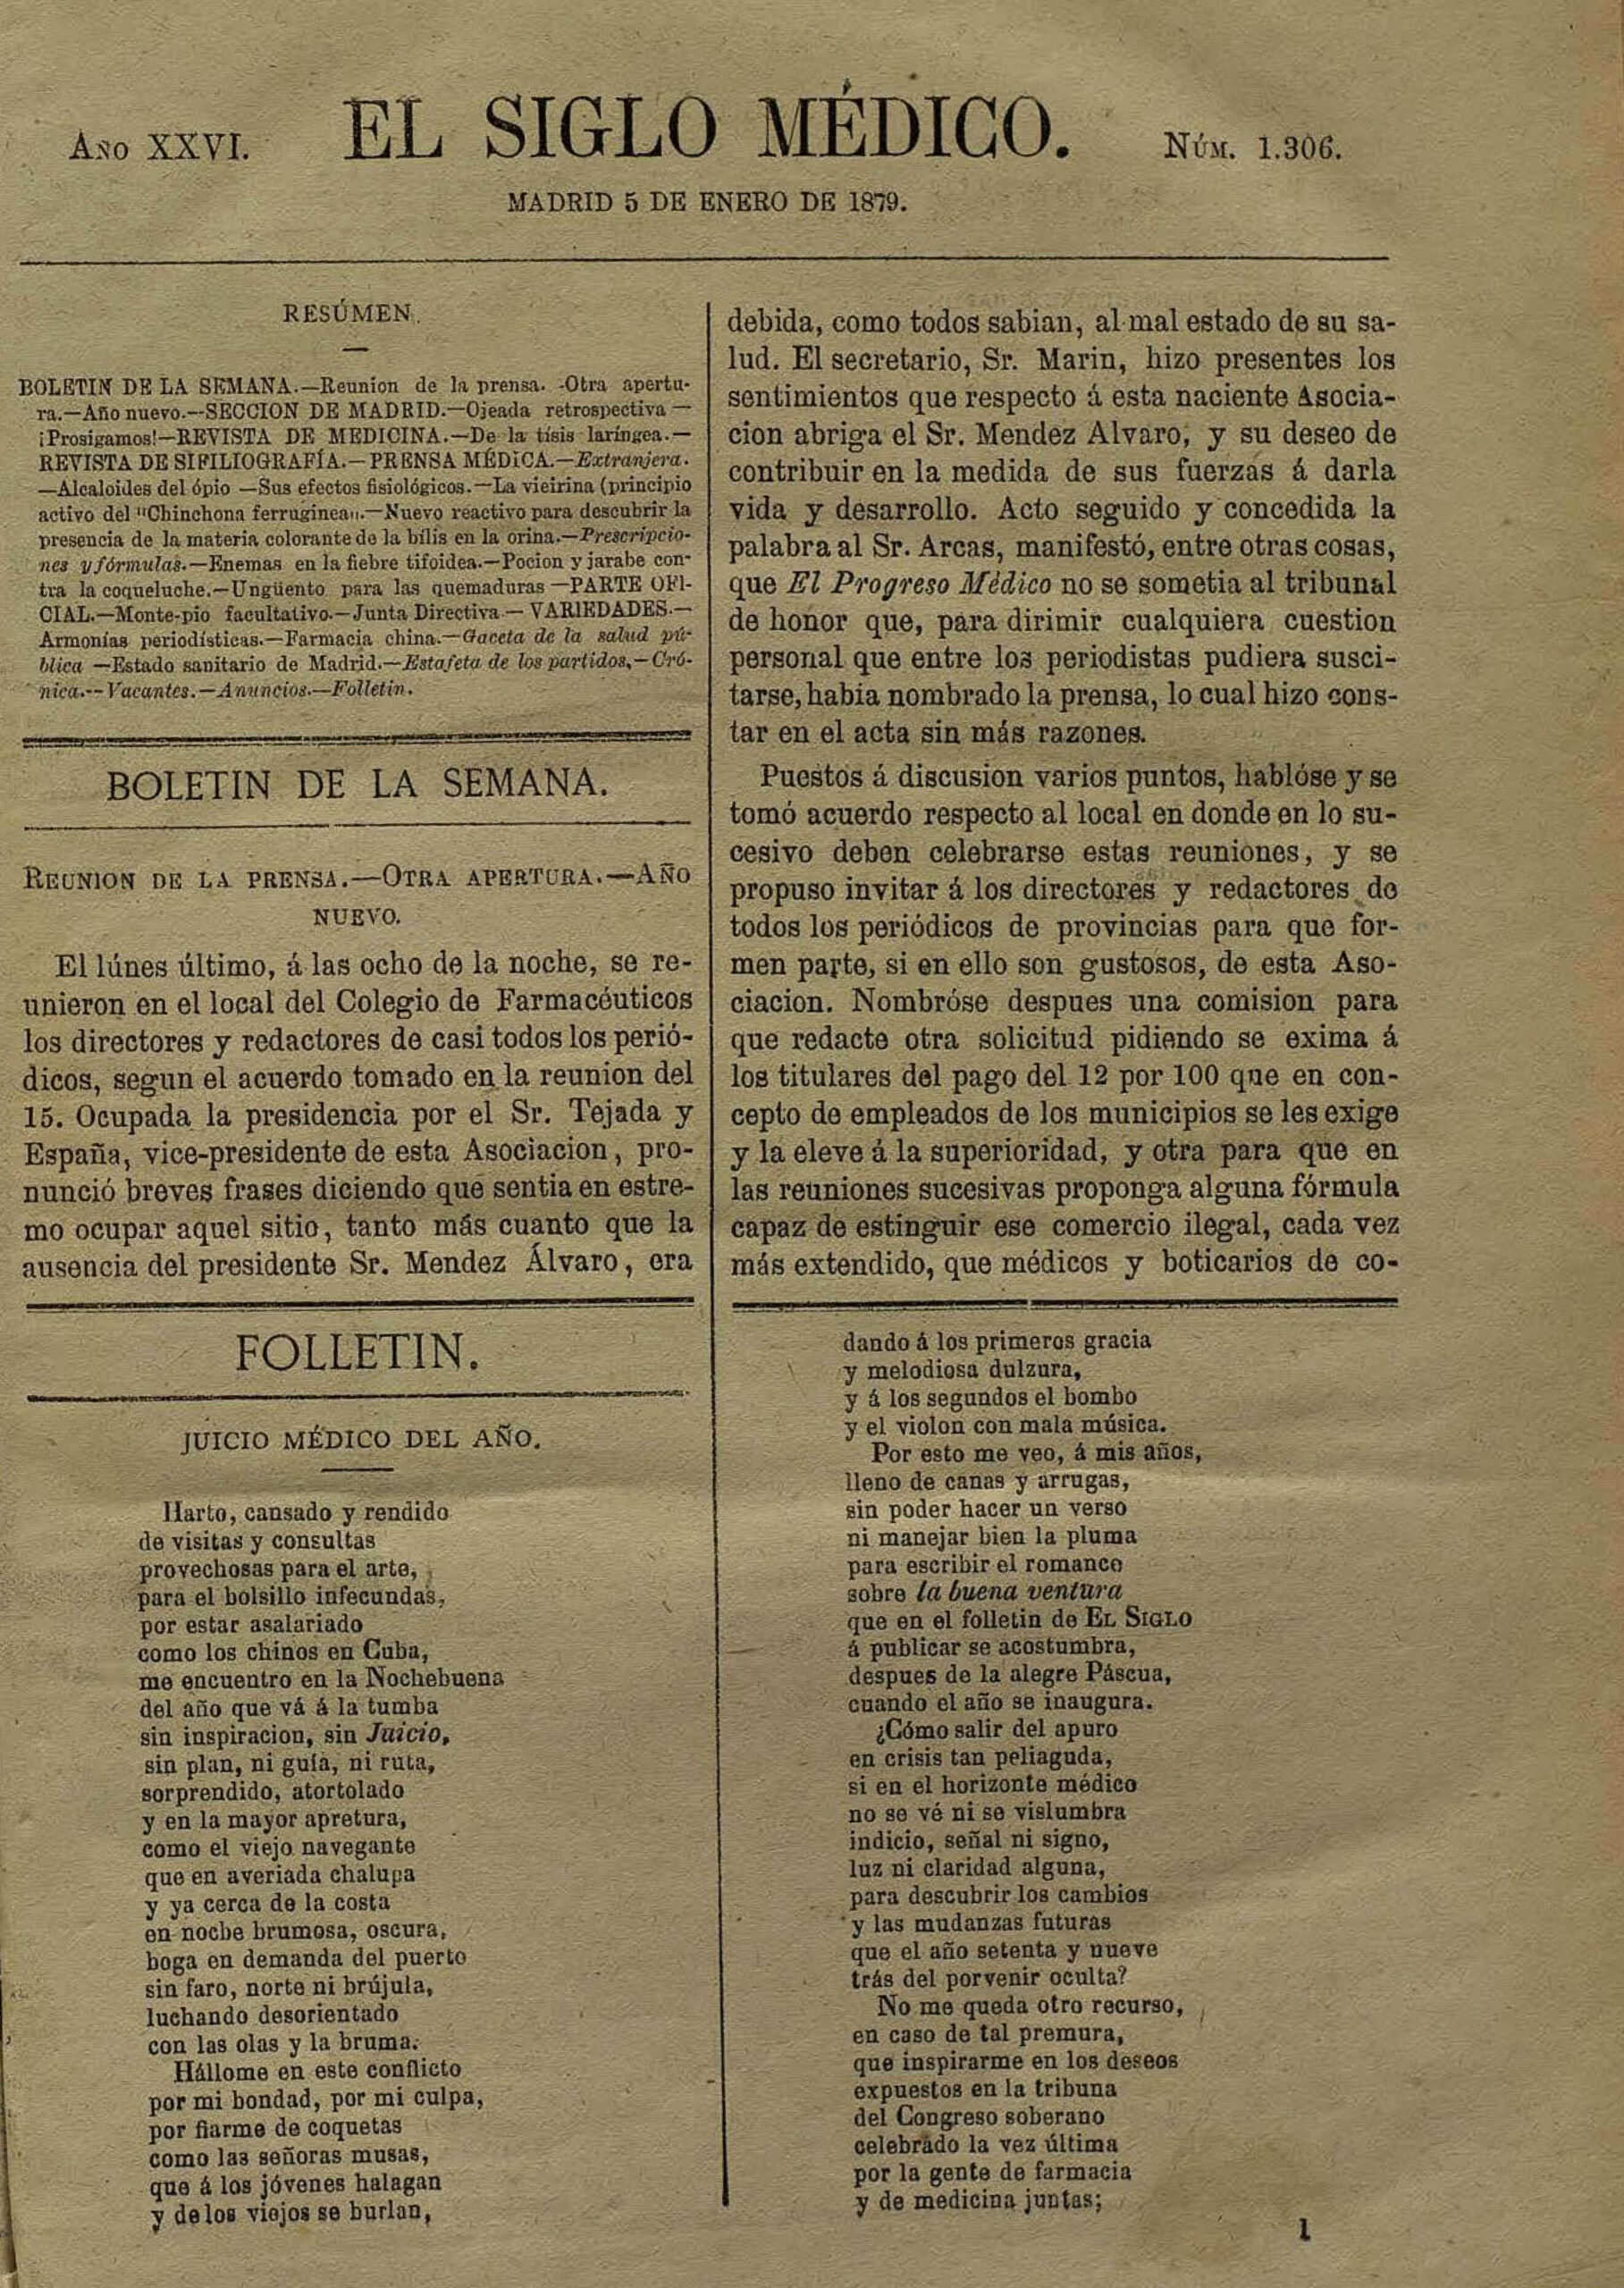 Año XXVI.
EL SIGLO MÉDICO.
Núm. 1.306.
MADRID 5 DE ENERO DE 1879.
RESÚMEN.
BOLETIN DE LA SEMANA.—Reunion de la prensa. -Otra apertu-
ra.—Año nuevo.—SECCION DE MADRID.—Ojeada retrospectiva —
¡Prosigamos!—REVISTA DE MEDICINA.—De la tísis laríngea.—
REVISTA DE SIFILIOGRAFÍA.—PRENSA MÉDICA.—Extranjera.
—Alcaloides del ópio —Sus efectos fisiológicos.—La vieirina (principio
activo del "Chinchona ferruginea".—Nuevo reactivo para descubrir la
presencia de la materia colorante de la bílis en la orina.—Prescripcio-
nes y fórmulas.—Enemas en la fiebre tifoidea.—Pocion y jarabe con-
tra la coqueluche.—Ungüento para las quemaduras —PARTE OFI-
CIAL.—Monte-pio facultativo.—Junta Directiva.— VARIEDADES.—
Armonías periodísticas.—Farmacia china.—Gaceta de la salud pú-
blica —Estado sanitario de Madrid.—Estafeta de los partidos,—Cró-
nica.--Vacantes.—Anuncios.—Folletin.
BOLETIN DE LA SEMANA.
Reunion de la prensa.—Otra apertura.—Año
nuevo.
El lúnes último, á las ocho de la noche, se re-
unieron en el local del Colegio de Farmacéuticos
los directores y redactores de casi todos los perió-
dicos, segun el acuerdo tomado en la reunion del
15. Ocupada la presidencia por el Sr. Tejada y
España, vice-presidente de esta Asociacion, pro-
nunció breves frases diciendo que sentia en estre-
mo ocupar aquel sitio, tanto más cuanto que la
ausencia del presidente Sr. Mendez Álvaro, era
debida, como todos sabian, al mal estado de su sa-
lud. El secretario, Sr. Marin, hizo presentes los
sentimientos que respecto á esta naciente Asocia-
cion abriga el Sr. Mendez Alvaro, y su deseo de
contribuir en la medida de sus fuerzas á darla
vida y desarrollo. Acto seguido y concedida la
palabra al Sr. Arcas, manifestó, entre otras cosas,
que El Progreso Médico no se sometia al tribunal
de honor que, para dirimir cualquiera cuestion
personal que entre los periodistas pudiera susci-
tarse, habia nombrado la prensa, lo cual hizo cons-
tar en el acta sin más razones.
Puestos á discusion varios puntos, hablóse y se
tomó acuerdo respecto al local en donde en lo su-
cesivo deben celebrarse estas reuniones, y se
propuso invitar á los directores y redactores de
todos los periódicos de provincias para que for-
men parte, si en ello son gustosos, de esta Aso-
ciacion. Nombróse despues una comision para
que redacte otra solicitud pidiendo se exima á
los titulares del pago del 12 por 100 que en con-
cepto de empleados de los municipios se les exige
y la eleve á la superioridad, y otra para que en
las reuniones sucesivas proponga alguna fórmula
capaz de estinguir ese comercio ilegal, cada vez
más extendido, que médicos y boticarios de co-
FOLLETIN.
JUICIO MÉDICO DEL AÑO.
Harto, cansado y rendido
de visitas y consultas
provechosas para el arte,
para el bolsillo infecundas,
por estar asalariado
como los chinos en Cuba,
me encuentro en la Nochebuena
del año que vá á la tumba
sin inspiracion, sin Juicio,
sin plan, ni guía, ni ruta,
sorprendido, atortolado
y en la mayor apretura,
como el viejo navegante
que en averiada chalupa
y ya cerca de la costa
en noche brumosa, oscura,
boga en demanda del puerto
sin faro, norte ni brújula,
luchando desorientado
con las olas y la bruma.
Hállome en este conflicto
por mi bondad, por mi culpa,
por fiarme de coquetas
como las señoras musas,
que á los jóvenes halagan
y de los viejos se burlan,
dando á los primeros gracia
y melodiosa dulzura,
y á los segundos el bombo
y el violon con mala música.
Por esto me veo, á mis años,
lleno de canas y arrugas,
sin poder hacer un verso
ni manejar bien la pluma
para escribir el romance
sobre la buena ventura
que en el folletin de El Siglo
á publicar se acostumbra,
despues de la alegre Páscua,
cuando el año se inaugura.
¿Cómo salir del apuro
en crisis tan peliaguda,
si en el horizonte médico
no se vé ni se vislumbra
indicio, señal ni signo,
luz ni claridad alguna,
para descubrir los cambios
y las mudanzas futuras
que el año setenta y nueve
trás del porvenir oculta?
No me queda otro recurso,
en caso de tal premura,
que inspirarme en los deseos
expuestos en la tribuna
del Congreso soberano
celebrado la vez última
por la gente de farmacia
y de medicina juntas;
1